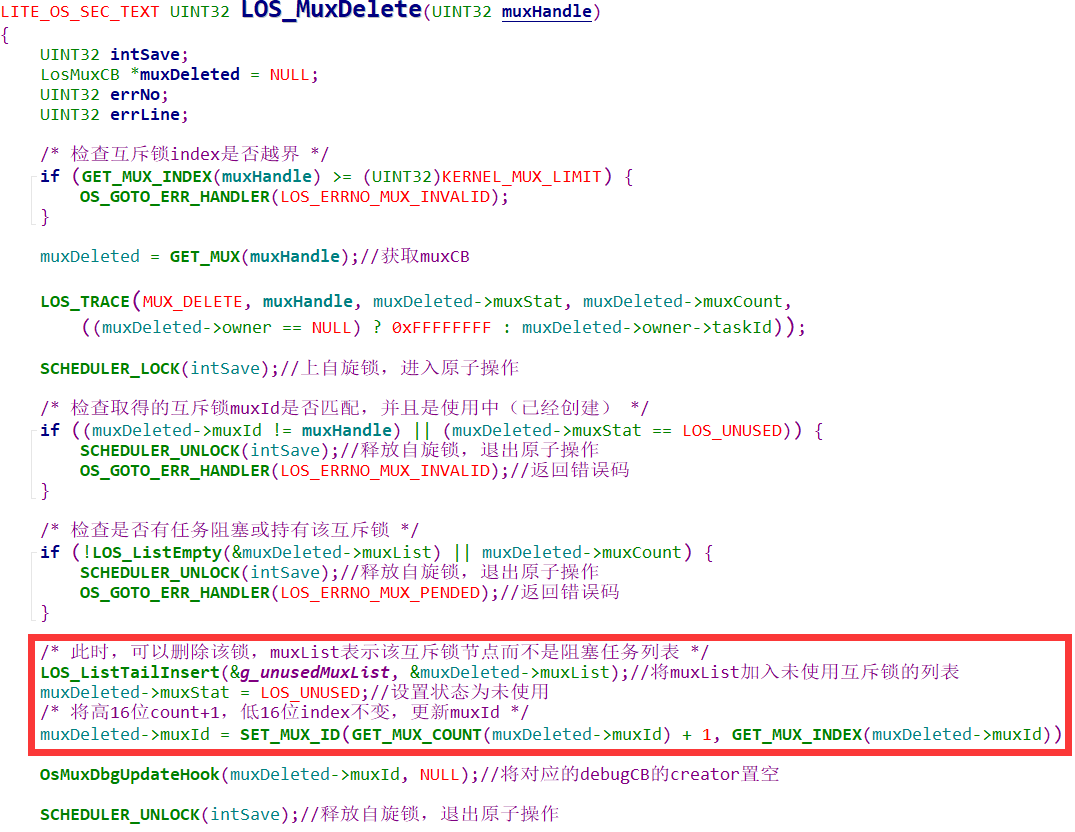 LITE_OS_SEC_TEXT UINT32 LOS_MuxDelete(UINT32 muxHandle)
{
    UINT32 intSave;
    LosMuxCB *muxDeleted = NULL;
    UINT32 errNo;
    UINT32 errLine;
    /* 检查互斥锁index是否越界 */
    if (GET_MUX_INDEX(muxHandle) >= (UINT32)KERNEL_MUX_LIMIT) {
        OS_GOTO_ERR_HANDLER(LOS_ERRNO_MUX_INVALID);
    }
    muxDeleted = GET_MUX(muxHandle);//获取muxCB
    LOS_TRACE(MUX_DELETE, muxHandle, muxDeleted->muxStat, muxDeleted->muxCount,
        ((muxDeleted->owner == NULL) ? 0xFFFFFFFF : muxDeleted->owner->taskId));
    SCHEDULER_LOCK(intSave);//上自旋锁，进入原子操作
    /* 检查取得的互斥锁muxId是否匹配，并且是使用中（已经创建） */
    if ((muxDeleted->muxId != muxHandle) || (muxDeleted->muxStat == LOS_UNUSED)) {
        SCHEDULER_UNLOCK(intSave);//释放自旋锁，退出原子操作
        OS_GOTO_ERR_HANDLER(LOS_ERRNO_MUX_INVALID);//返回错误码
    }
    /* 检查是否有任务阻塞或持有该互斥锁 */
    if (!LOS_ListEmpty(&muxDeleted->muxList) || muxDeleted->muxCount) {
        SCHEDULER_UNLOCK(intSave);//释放自旋锁，退出原子操作
        OS_GOTO_ERR_HANDLER(LOS_ERRNO_MUX_PENDED);//返回错误码
    }
    /* 此时，可以删除该锁，muxList表示该互斥锁节点而不是阻塞任务列表 */
    LOS_ListTailInsert(&g_unusedMuxList, &muxDeleted->muxList);//将muxList加入未使用互斥锁的列表
    muxDeleted->muxStat = LOS_UNUSED;//设置状态为未使用
    /* 将高16位count+1，低16位index不变，更新muxId */
    muxDeleted->muxId = SET_MUX_ID(GET_MUX_COUNT(muxDeleted->muxId) + 1, GET_MUX_INDEX(muxDeleted->muxId))
    OsMuxDbgUpdateHook(muxDeleted->muxId, NULL);//将对应的debugCB的creator置空
    SCHEDULER_UNLOCK(intSave);//释放自旋锁，退出原子操作